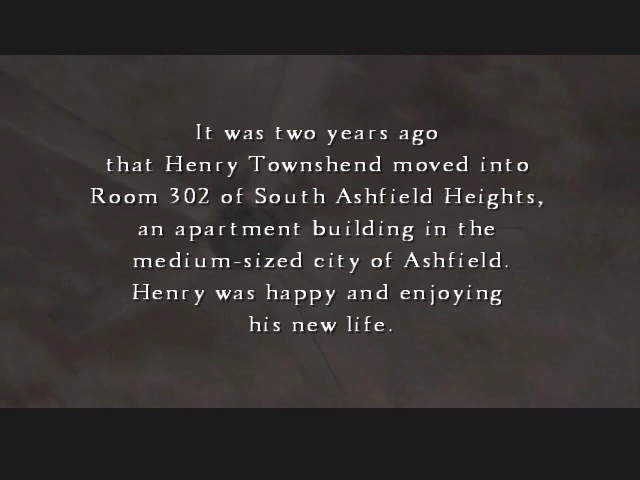 It was two years ago
that Henry Townshend moved into
Room 302 of South Ashfield Heights,
an apartment building in the
medium-sized city of Ashfield.
Henry was happy and enjoying
his new life.